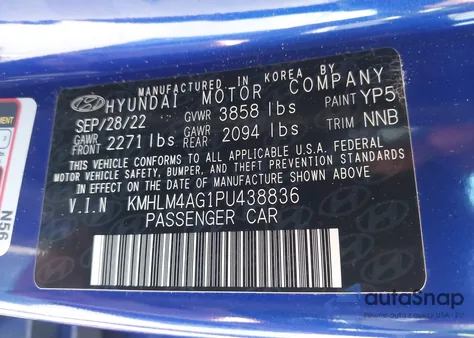 MANUFACTURED IN KOREA BY
HYUNDAI MOTOR COMPANY
SEP/28/22 GVWR 3858 lbs PAINT YP5
GAWR FRONT 2271 lbs GAWR REAR 2094 lbs TRIM NNB
THIS VEHICLE CONFORMS TO ALL APPLICABLE U.S.A. FEDERAL
MOTOR VEHICLE SAFETY, BUMPER, AND THEFT PREVENTION STANDARDS
IN EFFECT ON THE DATE OF MANUFACTURE SHOWN ABOVE
V.I.N KMHLM4AG1PU438836
PASSENGER CAR
N56
autoSnap